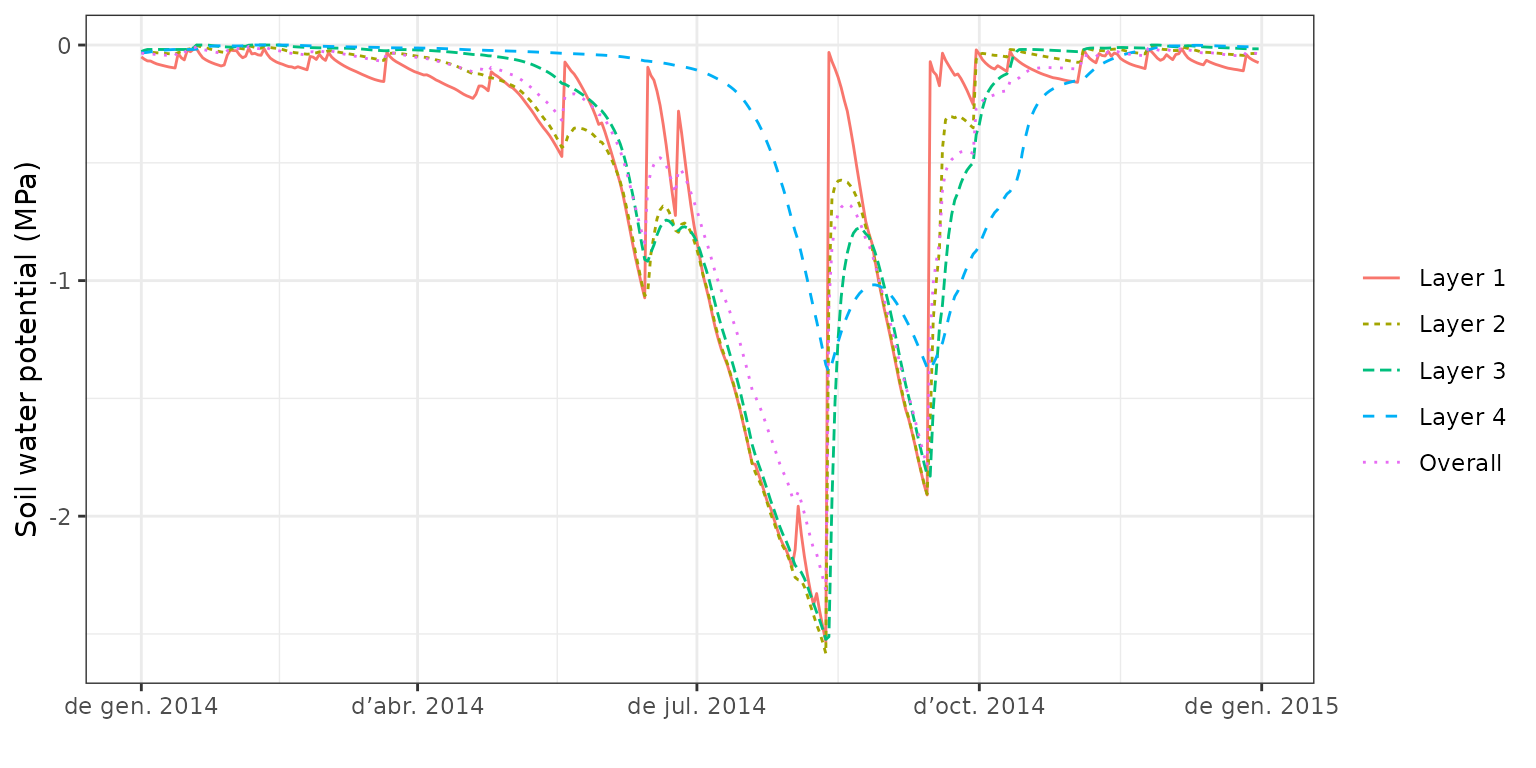 Soil water potential (MPa)
0
-1
-2
de gen. 2014
d’abr. 2014
de jul. 2014
d’oct. 2014
de gen. 2015
Layer 1
Layer 2
Layer 3
Layer 4
Overall